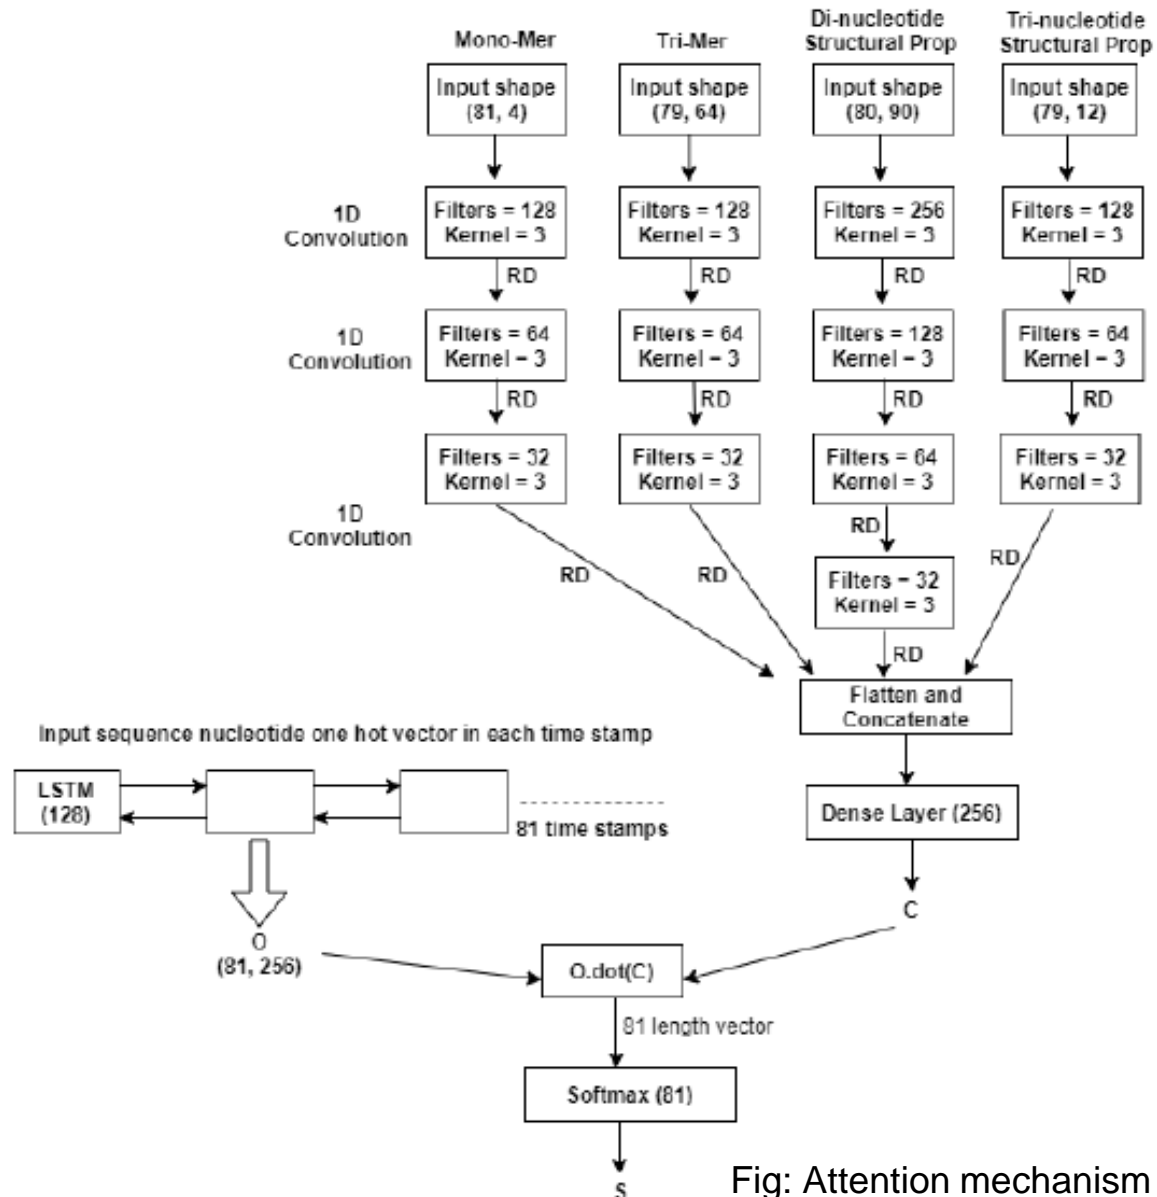 Mono-Mer
Tri-Mer
Di-nucleotide
Structural Prop
Tri-nucleotide
Structural Prop
Input shape
(81, 4)
Input shape
(79, 64)
Input shape
(80, 90)
Input shape
(79, 12)
1D
Convolution
Filters = 128
Kernel = 3
Filters = 128
Kernel = 3
Filters = 256
Kernel = 3
Filters = 128
Kernel = 3
RD
RD
RD
RD
1D
Convolution
Filters = 64
Kernel = 3
Filters = 64
Kernel = 3
Filters = 128
Kernel = 3
Filters = 64
Kernel = 3
RD
RD
RD
RD
Filters = 32
Kernel = 3
Filters = 32
Kernel = 3
Filters = 64
Kernel = 3
Filters = 32
Kernel = 3
1D
Convolution
RD
RD
RD
RD
Filters = 32
Kernel = 3
RD
Flatten and
Concatenate
Input sequence nucleotide one hot vector in each time stamp
LSTM
(128)
81 time stamps
Dense Layer (256)
C
O
(81, 256)
O.dot(C)
81 length vector
Softmax (81)
S
Fig: Attention mechanism